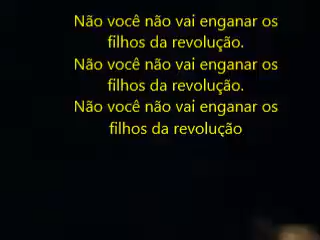 Não você não vai enganar os
filhos da revolução.
Não você não vai enganar os
filhos da revolução.
Não você não vai enganar os
filhos da revolução